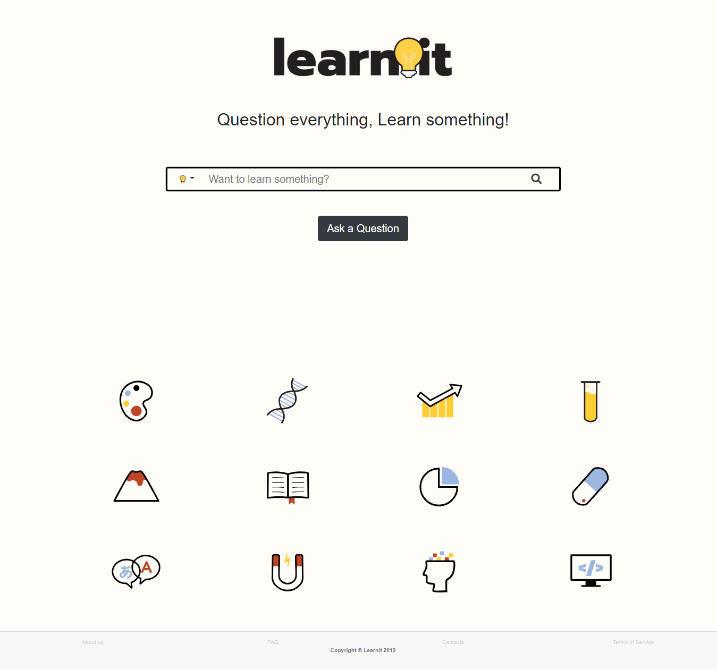 learnit
Question everything, Learn something!
Want to learn something?
Ask a Question
あ A
</>
About us FAQ Contacts Terms of Service
Copyright © Learnit 2019